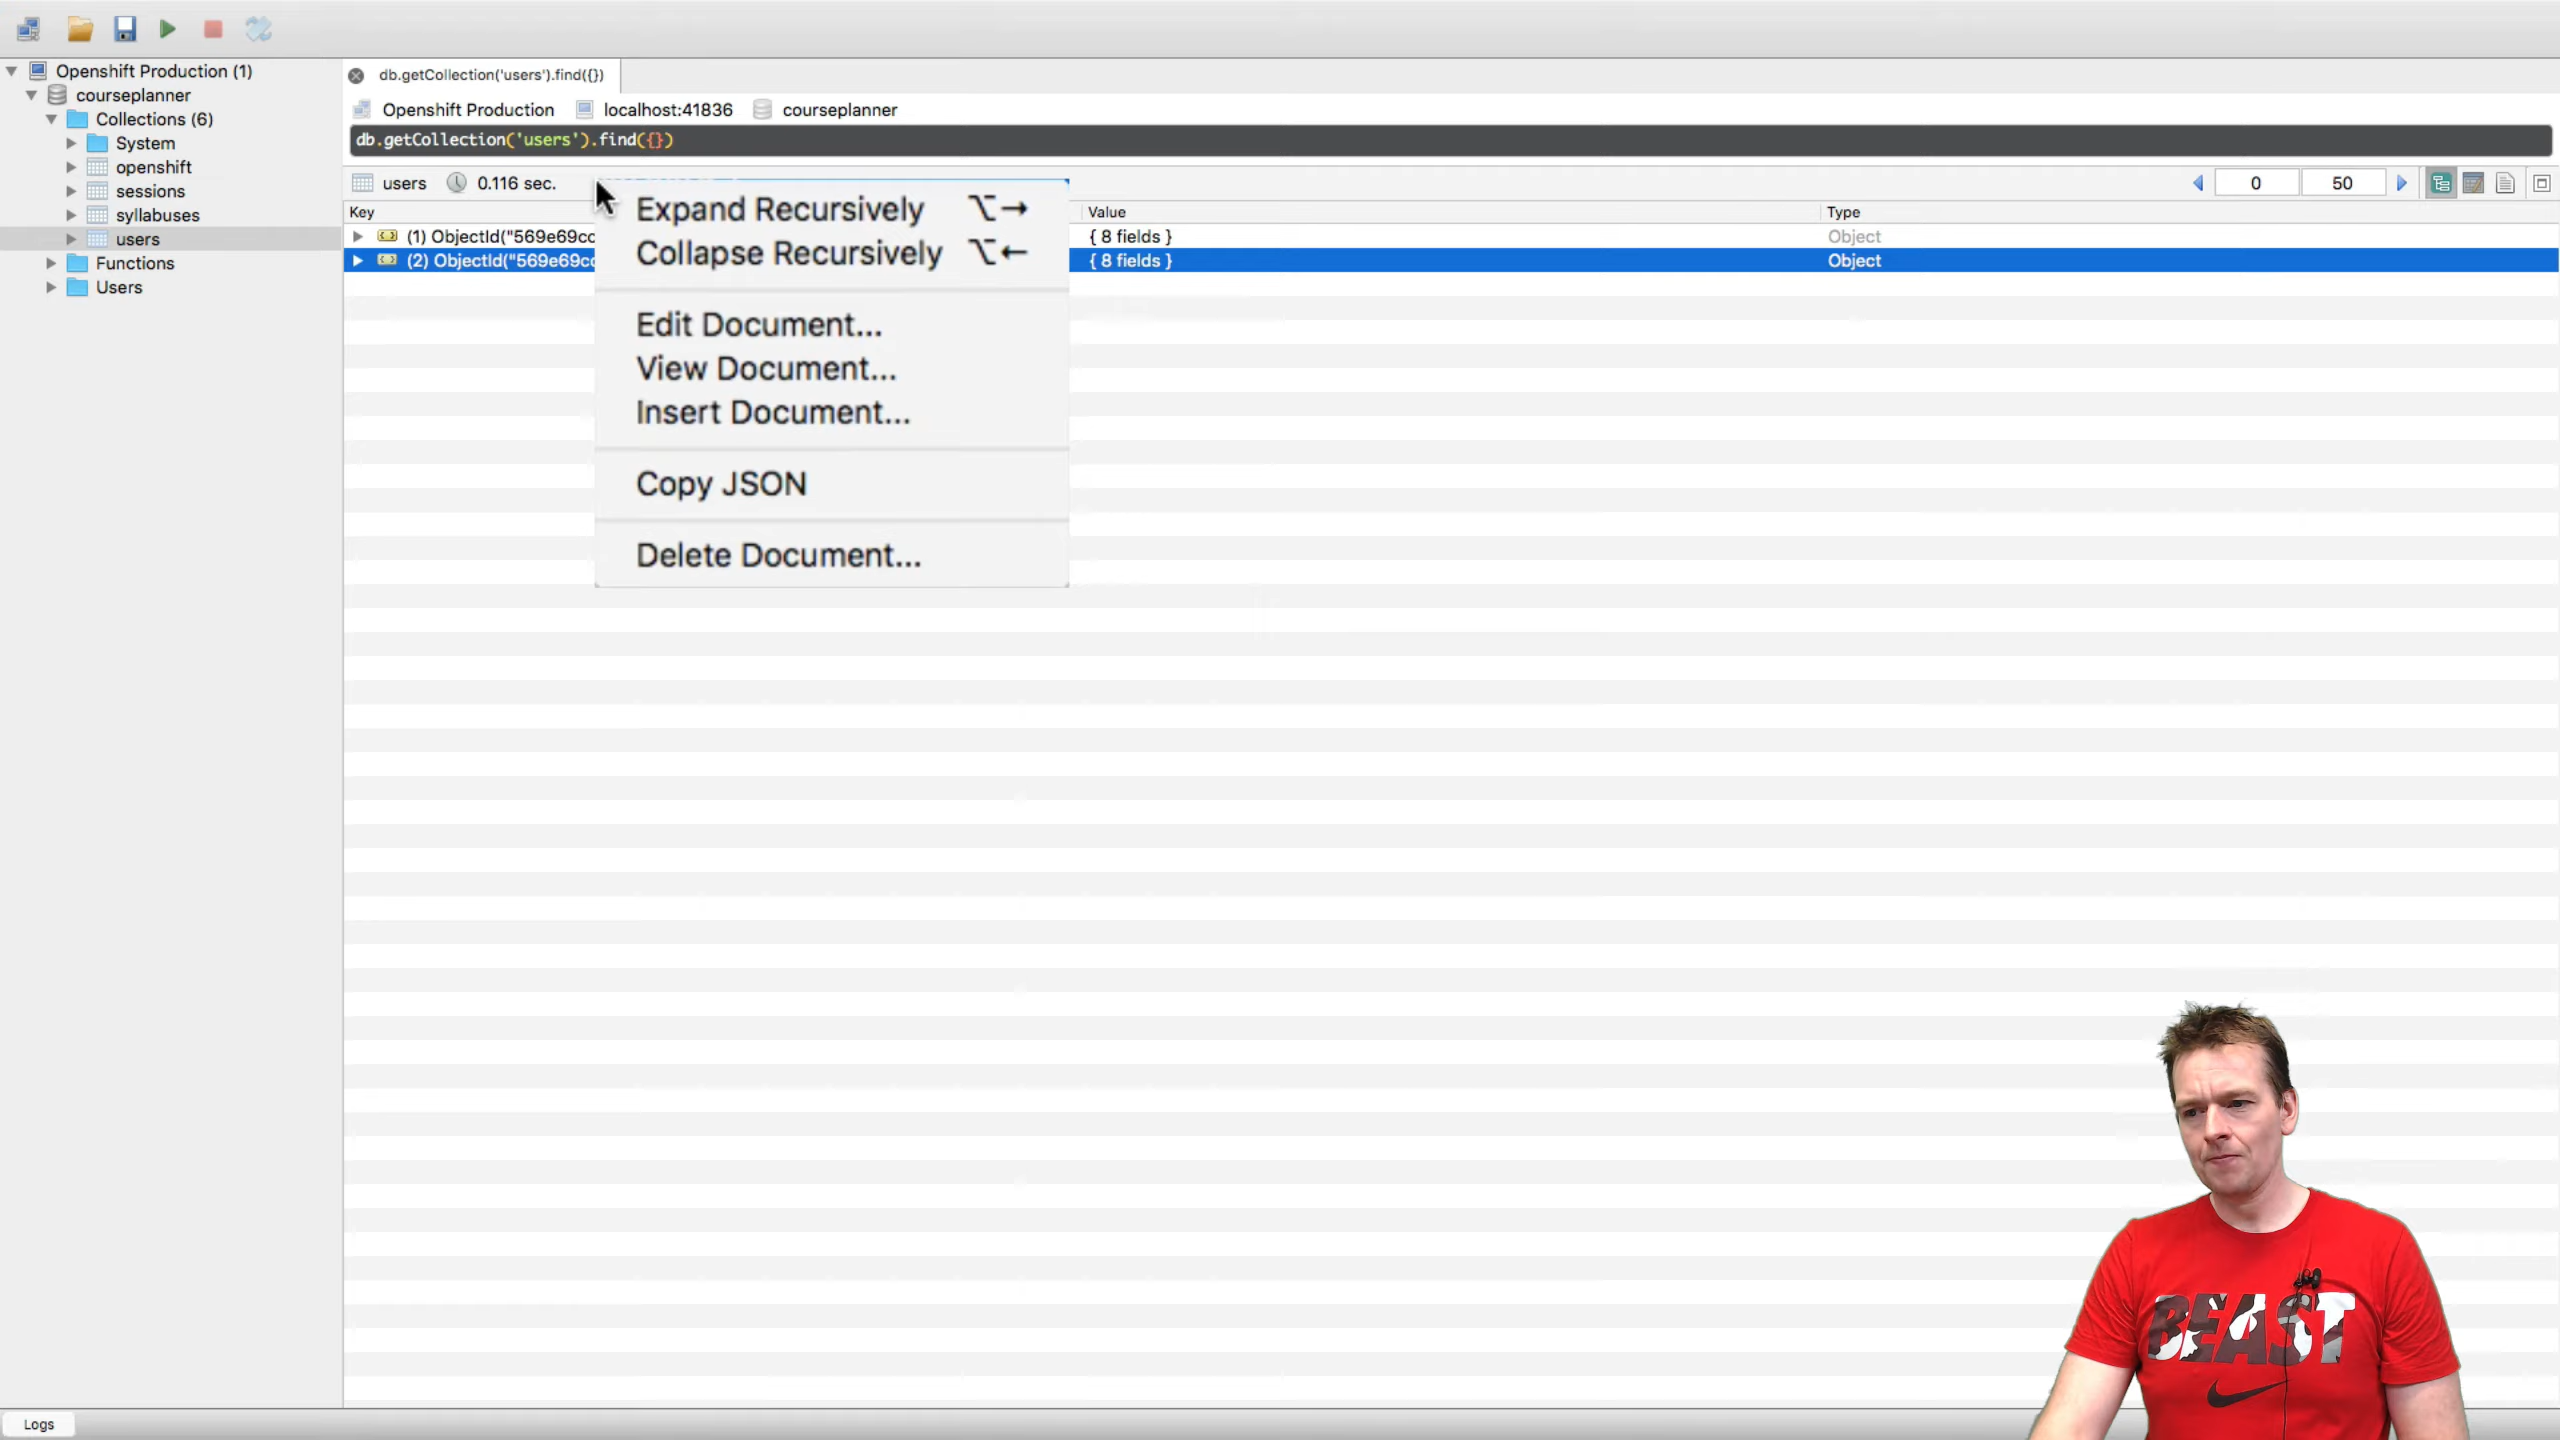 Openshift Production (1)
courseplanner
Collections (6)
System
openshift
sessions
syllabuses
users
Functions
Users
db.getCollection('users').find({})
Openshift Production localhost:41836 courseplanner
db.getCollection('users').find({})
users 0.116 sec. 0 50
Key Value Type
(1) ObjectId("569e69cc { 8 fields } Object
(2) ObjectId("569e69cc { 8 fields } Object
Expand Recursively ⌥→
Collapse Recursively ⌥←
Edit Document...
View Document...
Insert Document...
Copy JSON
Delete Document...
BEAST
Logs